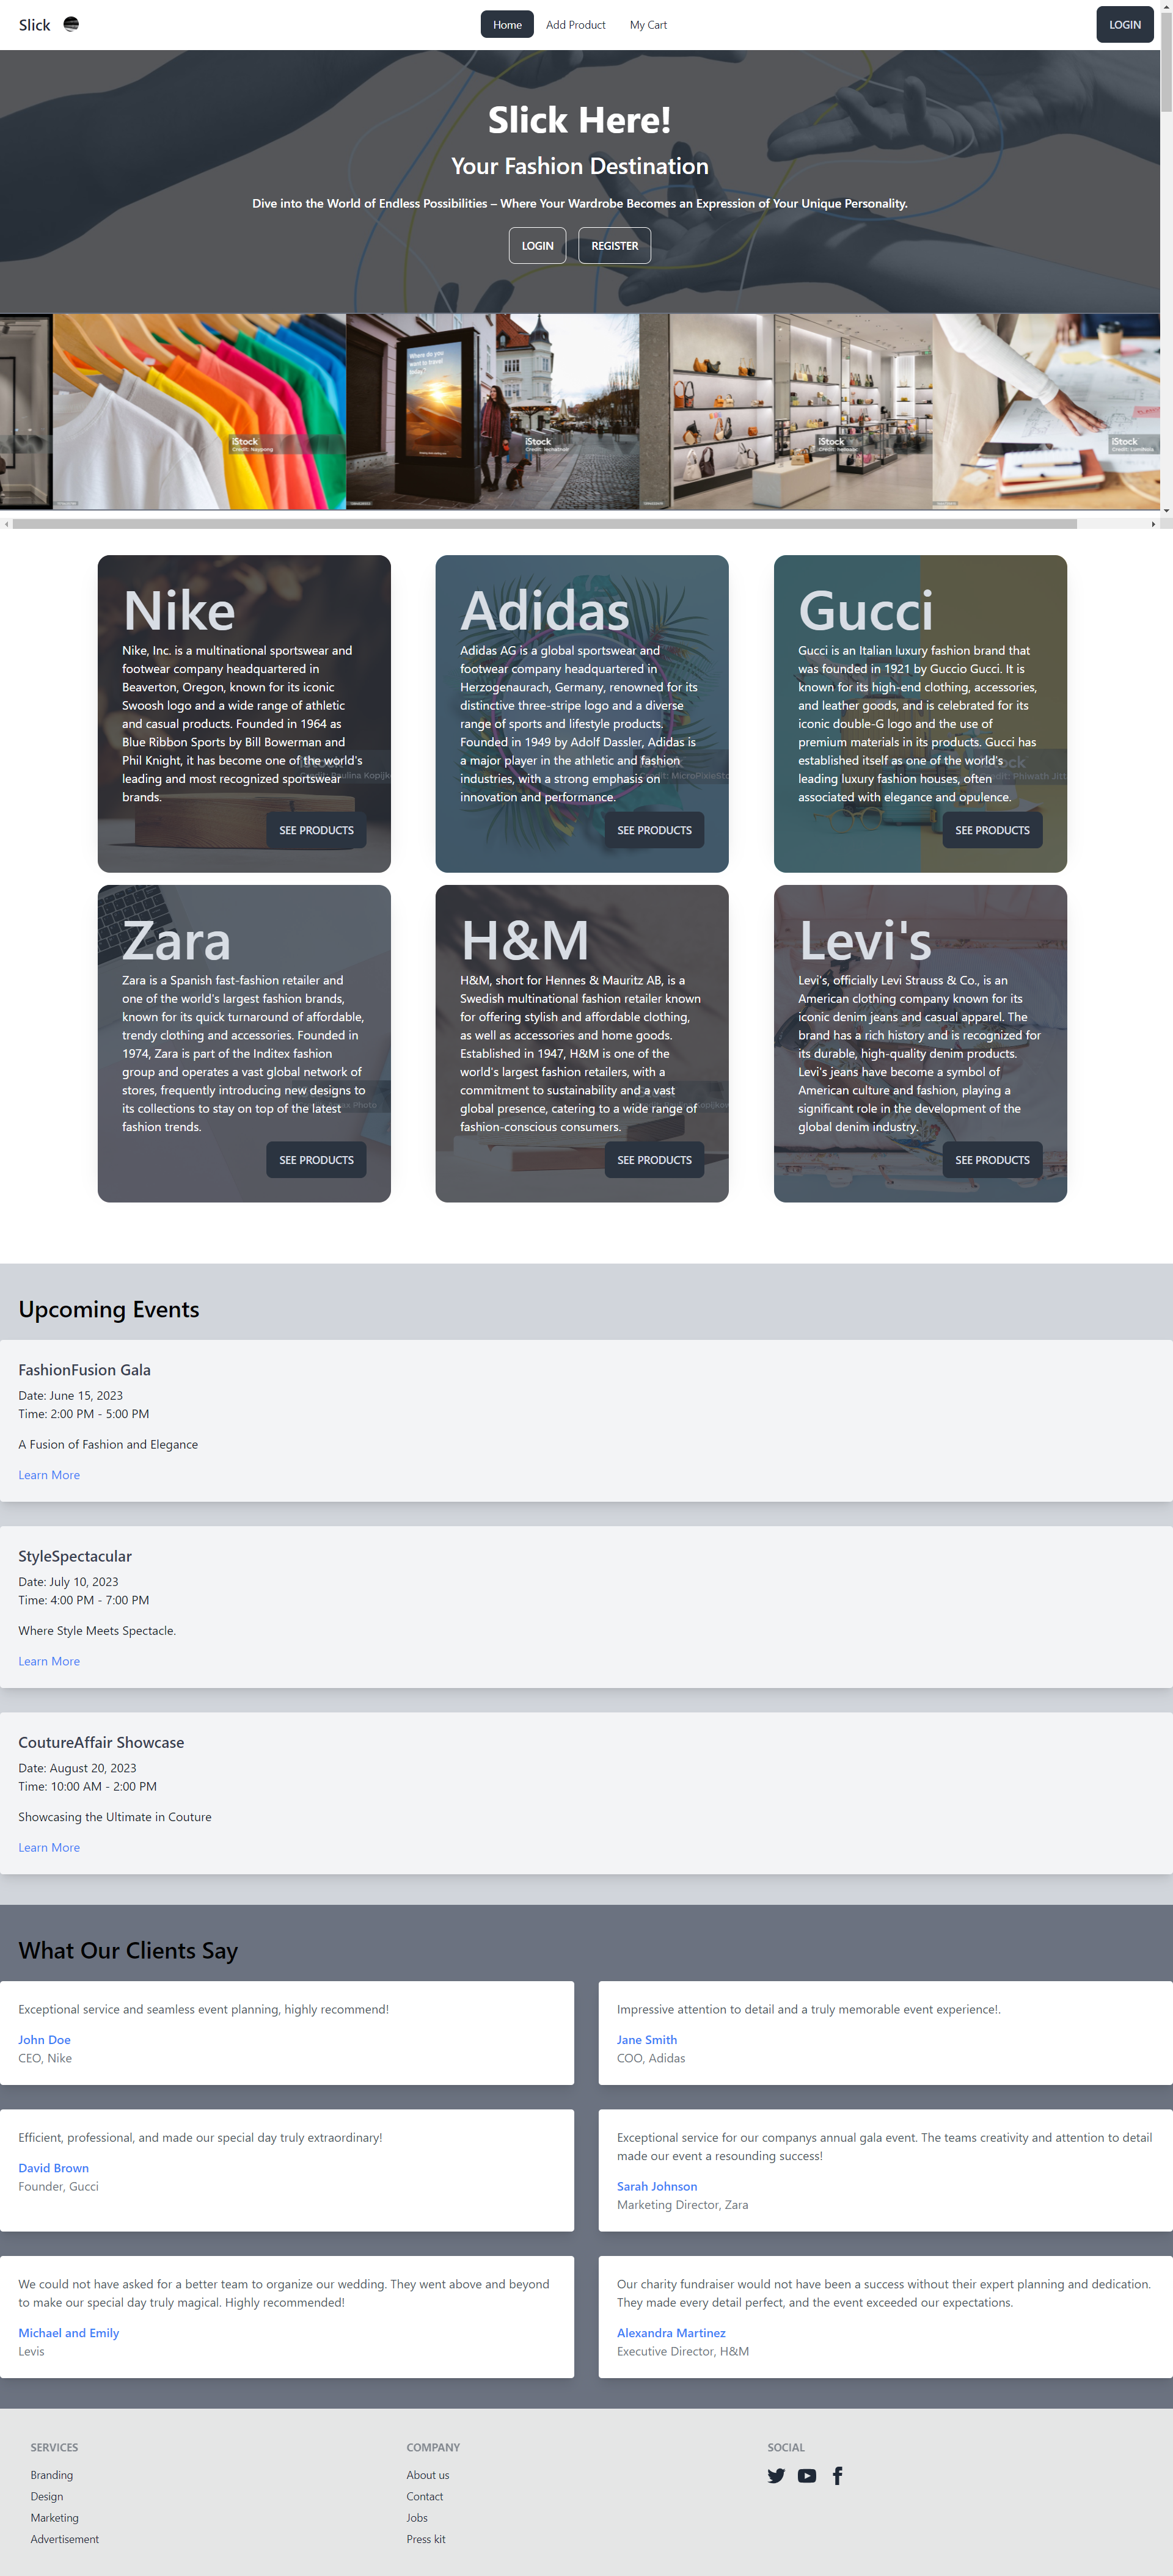 Slick
Home
Add Product
My Cart
LOGIN
Slick Here!
Your Fashion Destination
Dive into the World of Endless Possibilities – Where Your Wardrobe Becomes an Expression of Your Unique Personality.
LOGIN
REGISTER
iStock
Credit: Naypong
Where do you
want to travel
today?
iStock
iStock
iStock
Nike
Nike, Inc. is a multinational sportswear and
footwear company headquartered in
Beaverton, Oregon, known for its iconic
Swoosh logo and a wide range of athletic
and casual products. Founded in 1964 as
Blue Ribbon Sports by Bill Bowerman and
Phil Knight, it has become one of the world's
leading and most recognized sportswear
brands.
SEE PRODUCTS
Adidas
Adidas AG is a global sportswear and
footwear company headquartered in
Herzogenaurach, Germany, renowned for its
distinctive three-stripe logo and a diverse
range of sports and lifestyle products.
Founded in 1949 by Adolf Dassler, Adidas is
a major player in the athletic and fashion
industries, with a strong emphasis on
innovation and performance.
SEE PRODUCTS
Gucci
Gucci is an Italian luxury fashion brand that
was founded in 1921 by Guccio Gucci. It is
known for its high-end clothing, accessories,
and leather goods, and is celebrated for its
iconic double-G logo and the use of
premium materials in its products. Gucci has
established itself as one of the world's
leading luxury fashion houses, often
associated with elegance and opulence.
SEE PRODUCTS
Zara
Zara is a Spanish fast-fashion retailer and
one of the world's largest fashion brands,
known for its quick turnaround of affordable,
trendy clothing and accessories. Founded in
1974, Zara is part of the Inditex fashion
group and operates a vast global network of
stores, frequently introducing new designs to
its collections to stay on top of the latest
fashion trends.
SEE PRODUCTS
H&M
H&M, short for Hennes & Mauritz AB, is a
Swedish multinational fashion retailer known
for offering stylish and affordable clothing,
as well as accessories and home goods.
Established in 1947, H&M is one of the
world's largest fashion retailers, with a
commitment to sustainability and a vast
global presence, catering to a wide range of
fashion-conscious consumers.
SEE PRODUCTS
Levi's
Levi's, officially Levi Strauss & Co., is an
American clothing company known for its
iconic denim jeans and casual apparel. The
brand has a rich history and is recognized for
its durable, high-quality denim products.
Levi's jeans have become a symbol of
American culture and fashion, playing a
significant role in the development of the
global denim industry.
SEE PRODUCTS
Upcoming Events
FashionFusion Gala
Date: June 15, 2023
Time: 2:00 PM - 5:00 PM
A Fusion of Fashion and Elegance
Learn More
StyleSpectacular
Date: July 10, 2023
Time: 4:00 PM - 7:00 PM
Where Style Meets Spectacle.
Learn More
CoutureAffair Showcase
Date: August 20, 2023
Time: 10:00 AM - 2:00 PM
Showcasing the Ultimate in Couture
Learn More
What Our Clients Say
Exceptional service and seamless event planning, highly recommend!
John Doe
CEO, Nike
Impressive attention to detail and a truly memorable event experience!.
Jane Smith
COO, Adidas
Efficient, professional, and made our special day truly extraordinary!
David Brown
Founder, Gucci
Exceptional service for our companys annual gala event. The teams creativity and attention to detail
made our event a resounding success!
Sarah Johnson
Marketing Director, Zara
We could not have asked for a better team to organize our wedding. They went above and beyond
to make our special day truly magical. Highly recommended!
Michael and Emily
Levis
Our charity fundraiser would not have been a success without their expert planning and dedication.
They made every detail perfect, and the event exceeded our expectations.
Alexandra Martinez
Executive Director, H&M
SERVICES
Branding
Design
Marketing
Advertisement
COMPANY
About us
Contact
Jobs
Press kit
SOCIAL